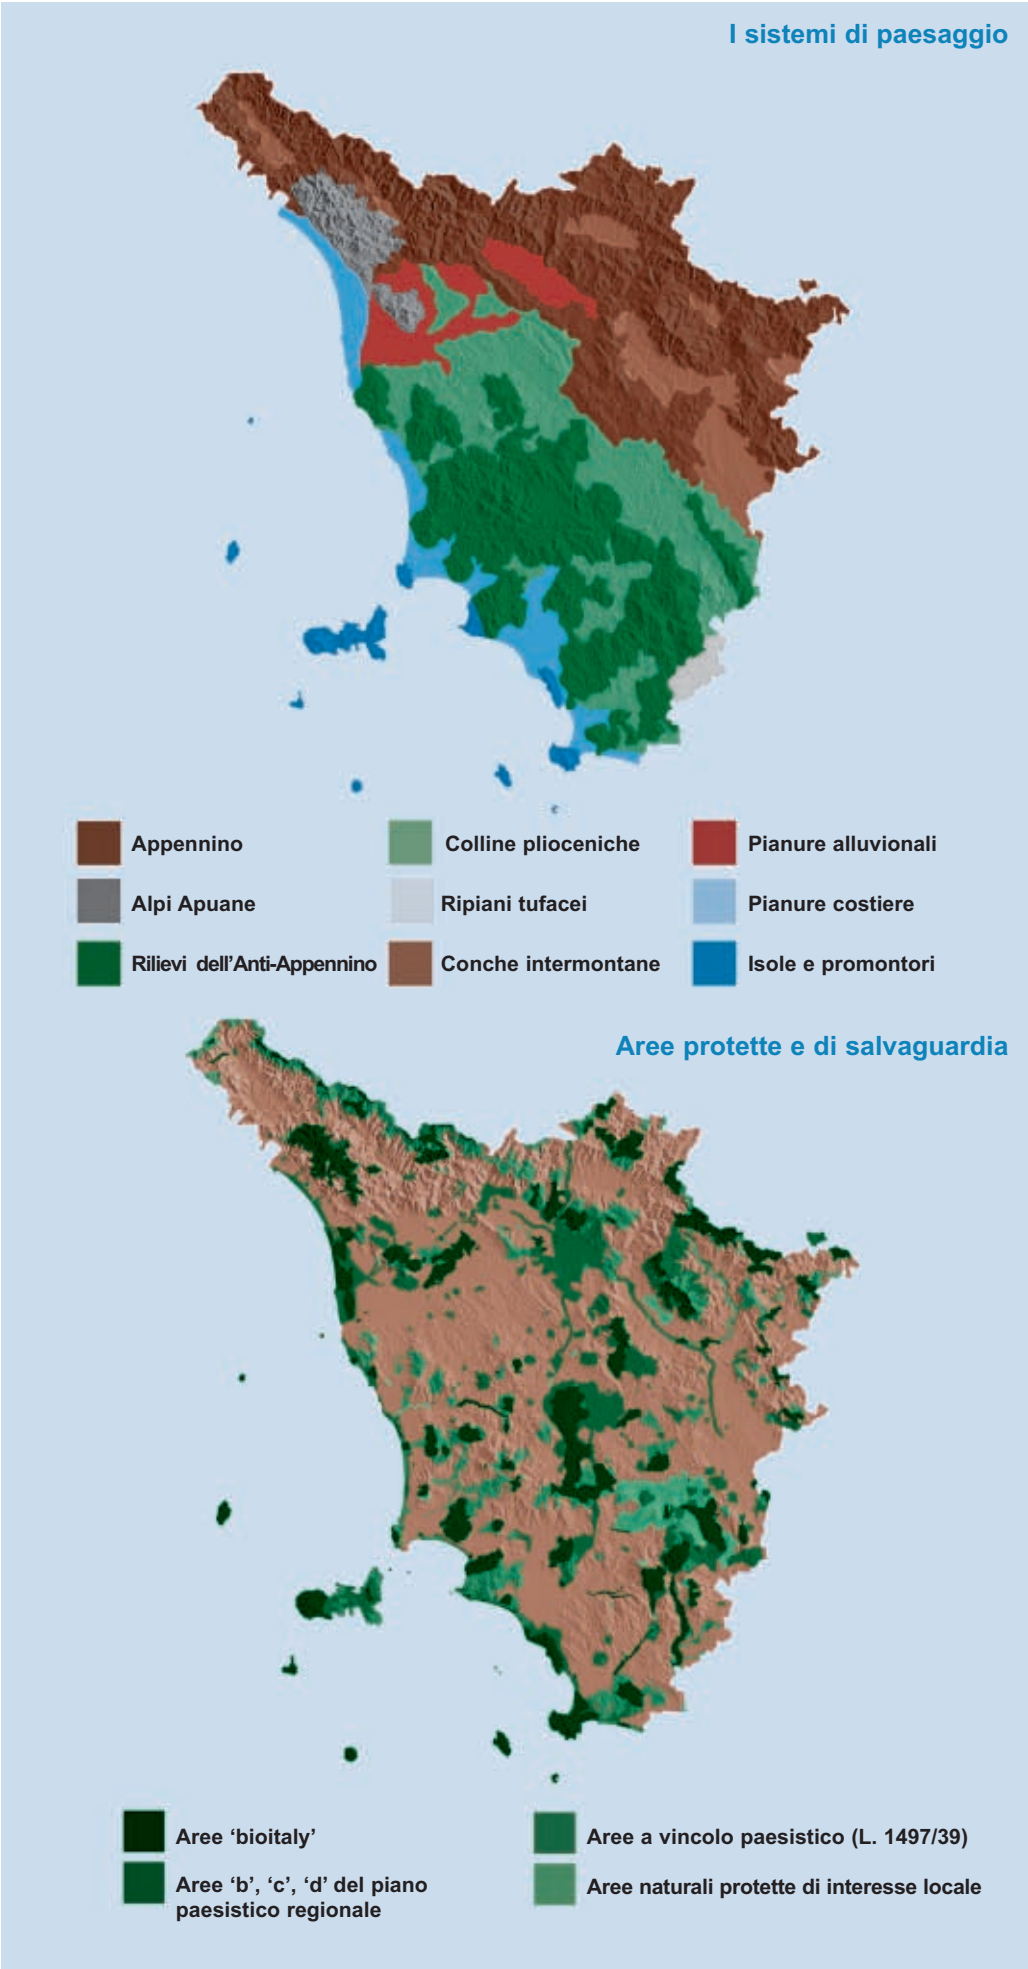 I sistemi di paesaggio
Appennino
Colline plioceniche
Pianure alluvionali
Alpi Apuane
Ripiani tufacei
Pianure costiere
Rilievi dell'Anti-Appennino
Conche intermontane
Isole e promontori
Aree protette e di salvaguardia
Aree ‘bioitaly’
Aree a vincolo paesistico (L. 1497/39)
Aree ‘b’, ‘c’, ‘d’ del piano
paesistico regionale
Aree naturali protette di interesse locale